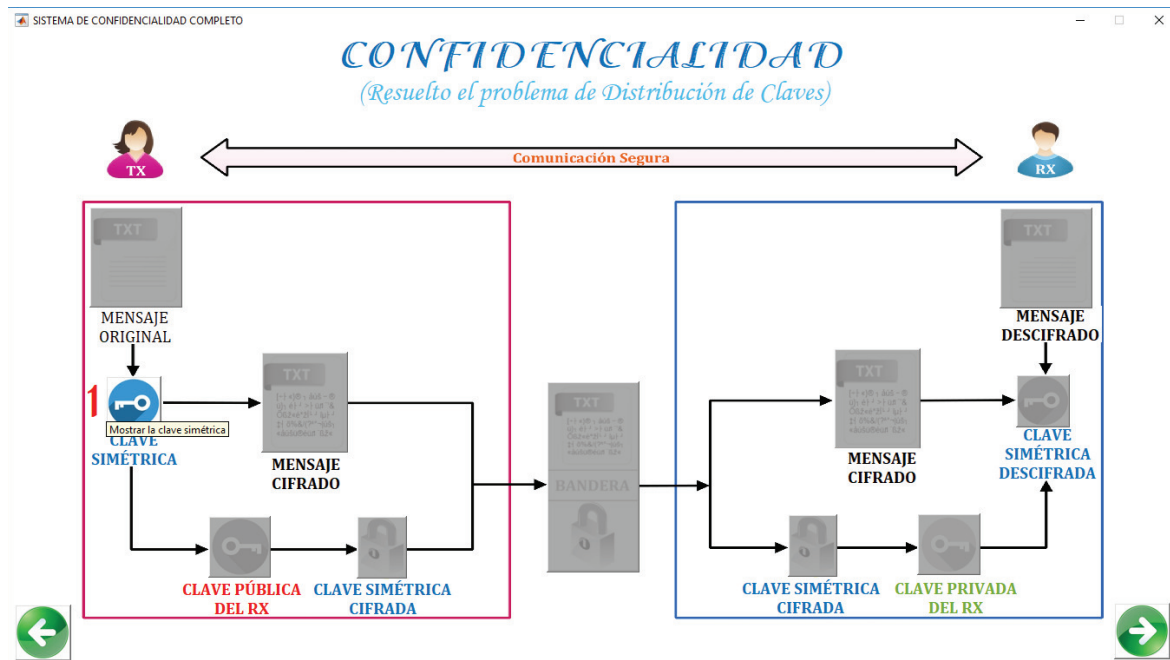 SISTEMA DE CONFIDENCIALIDAD COMPLETO
CONFIDENCIALIDAD
(Resuelto el problema de Distribución de Claves)
TX
Comunicación Segura
RX
TXT
MENSAJE
ORIGINAL
1
Mostrar la clave simétrica
CLAVE
SIMÉTRICA
TXT
MENSAJE
CIFRADO
CLAVE PÚBLICA
DEL RX
CLAVE SIMÉTRICA
CIFRADA
TXT
BANDERA
TXT
MENSAJE
CIFRADO
CLAVE SIMÉTRICA
CIFRADA
CLAVE PRIVADA
DEL RX
TXT
MENSAJE
DESCIFRADO
CLAVE
SIMÉTRICA
DESCIFRADA